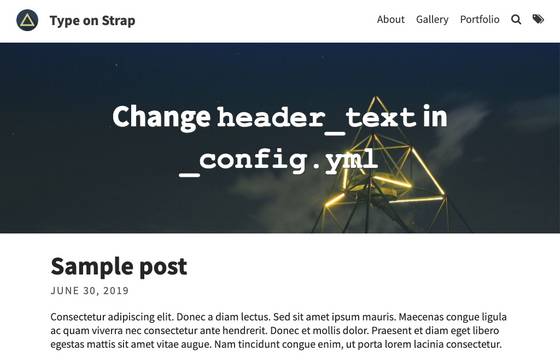 Type on Strap
About Gallery Portfolio
Change header_text in
_config.yml
Sample post
JUNE 30, 2019
Consectetur adipiscing elit. Donec a diam lectus. Sed sit amet ipsum mauris. Maecenas congue ligula
ac quam viverra nec consectetur ante hendrerit. Donec et mollis dolor. Praesent et diam eget libero
egestas mattis sit amet vitae augue. Nam tincidunt congue enim, ut porta lorem lacinia consectetur.